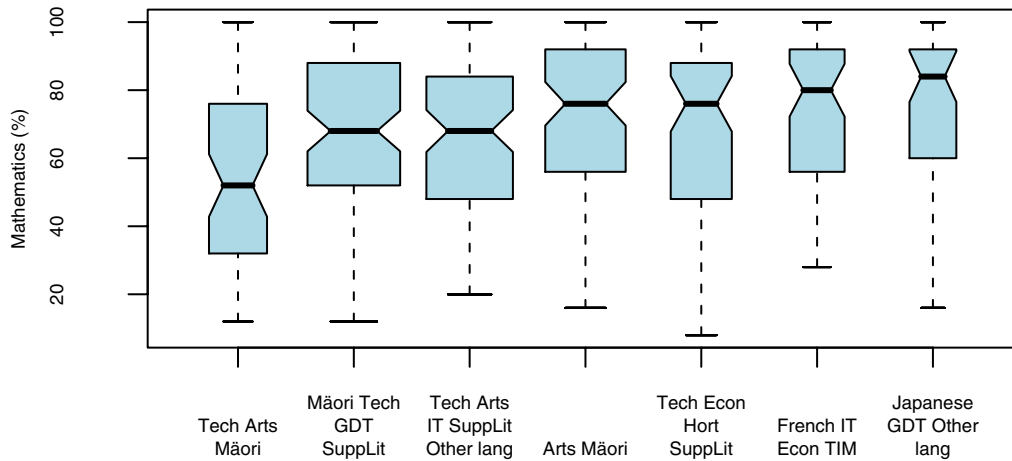 100
80
60
40
20
Mathematics (%)
Tech Arts
Mäori
Mäori Tech
GDT
SuppLit
Tech Arts
IT SuppLit
Other lang
Arts Mäori
Tech Econ
Hort
SuppLit
French IT
Econ TIM
Japanese
GDT Other
lang